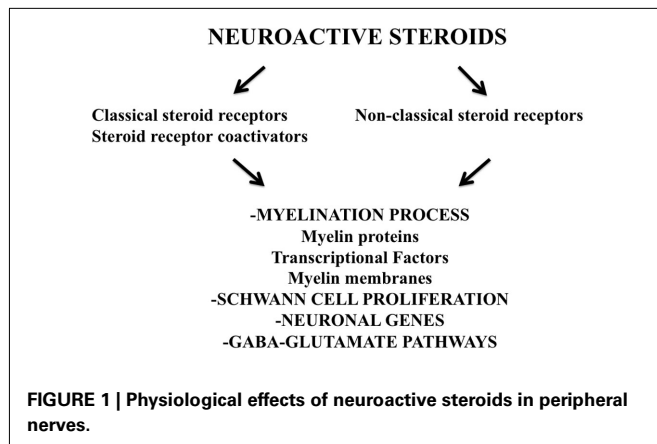 NEUROACTIVE STEROIDS
Classical steroid receptors
Steroid receptor coactivators
Non-classical steroid receptors
-MYELINATION PROCESS
Myelin proteins
Transcriptional Factors
Myelin membranes
-SCHWANN CELL PROLIFERATION
-NEURONAL GENES
-GABA-GLUTAMATE PATHWAYS
FIGURE 1 | Physiological effects of neuroactive steroids in peripheral
nerves.